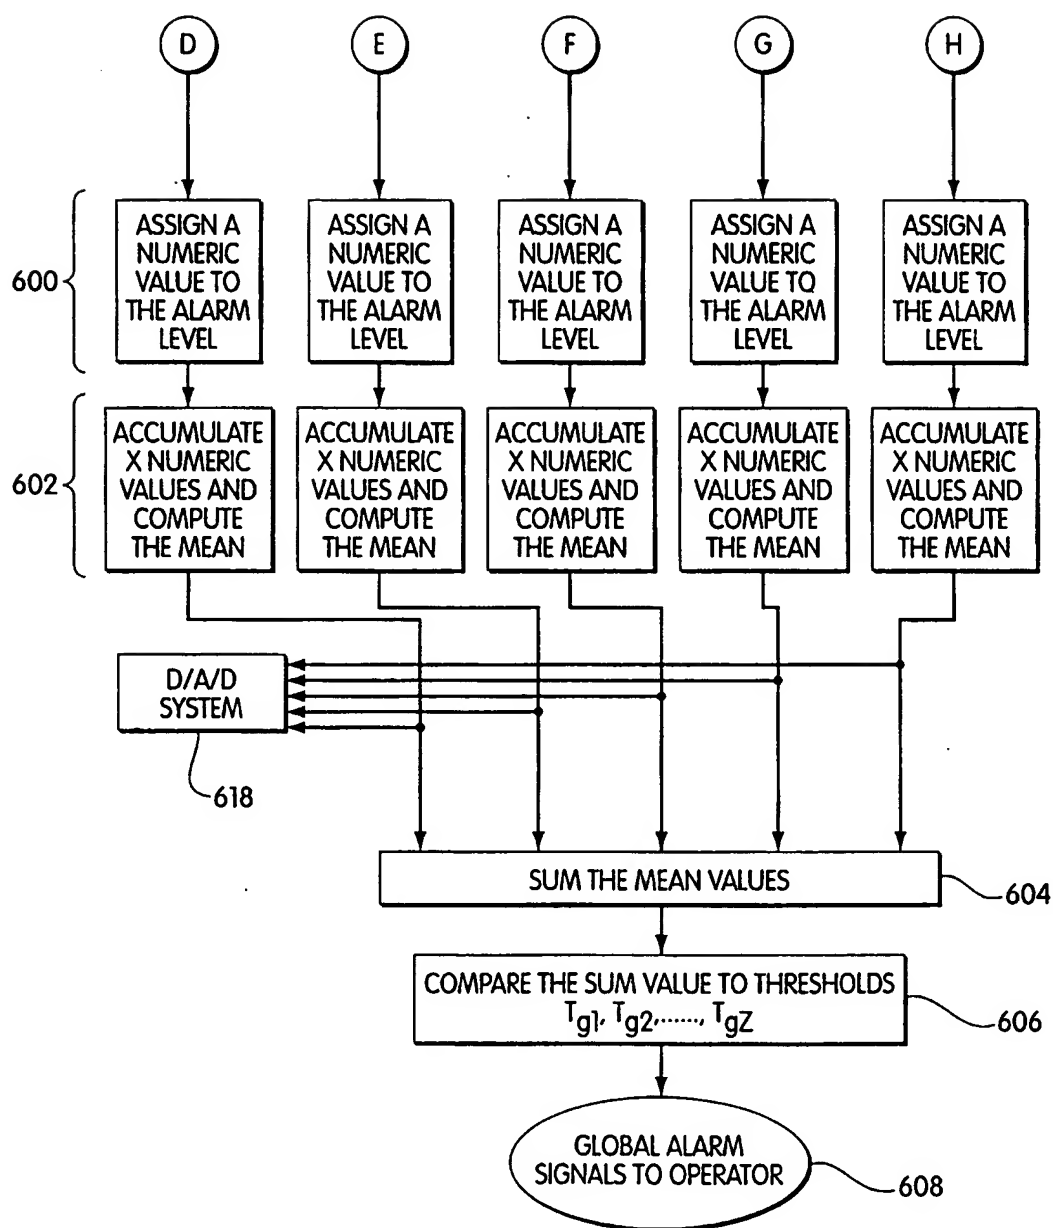 D E F G H
600
ASSIGN A
NUMERIC
VALUE TO
THE ALARM
LEVEL
ASSIGN A
NUMERIC
VALUE TO
THE ALARM
LEVEL
ASSIGN A
NUMERIC
VALUE TO
THE ALARM
LEVEL
ASSIGN A
NUMERIC
VALUE TO
THE ALARM
LEVEL
ASSIGN A
NUMERIC
VALUE TO
THE ALARM
LEVEL
602
ACCUMULATE
X NUMERIC
VALUES AND
COMPUTE
THE MEAN
ACCUMULATE
X NUMERIC
VALUES AND
COMPUTE
THE MEAN
ACCUMULATE
X NUMERIC
VALUES AND
COMPUTE
THE MEAN
ACCUMULATE
X NUMERIC
VALUES AND
COMPUTE
THE MEAN
ACCUMULATE
X NUMERIC
VALUES AND
COMPUTE
THE MEAN
D/A/D
SYSTEM
618
SUM THE MEAN VALUES
604
COMPARE THE SUM VALUE TO THRESHOLDS
Tg1, Tg2,......, TgZ
606
GLOBAL ALARM
SIGNALS TO OPERATOR
608